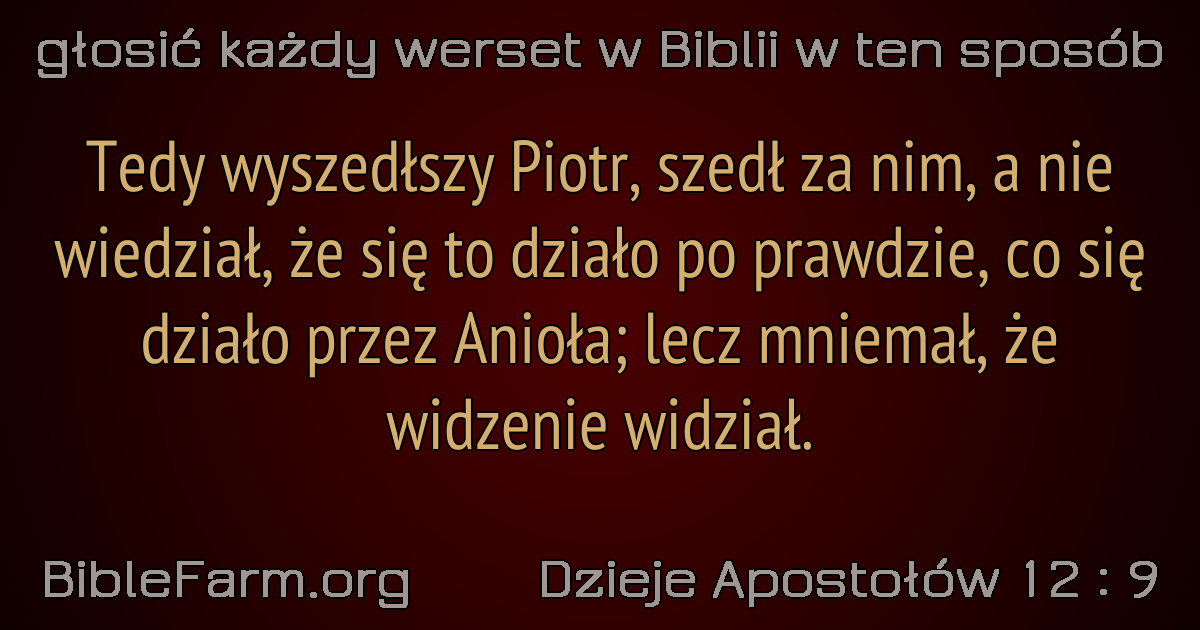 głosić każdy werset w Biblii w ten sposób
Tedy wyszedłszy Piotr, szedł za nim, a nie
wiedział, że się to działo po prawdzie, co się
działo przez Anioła; lecz mniemał, że
widzenie widział.
BibleFarm.org
Dzieje Apostołów 12 : 9